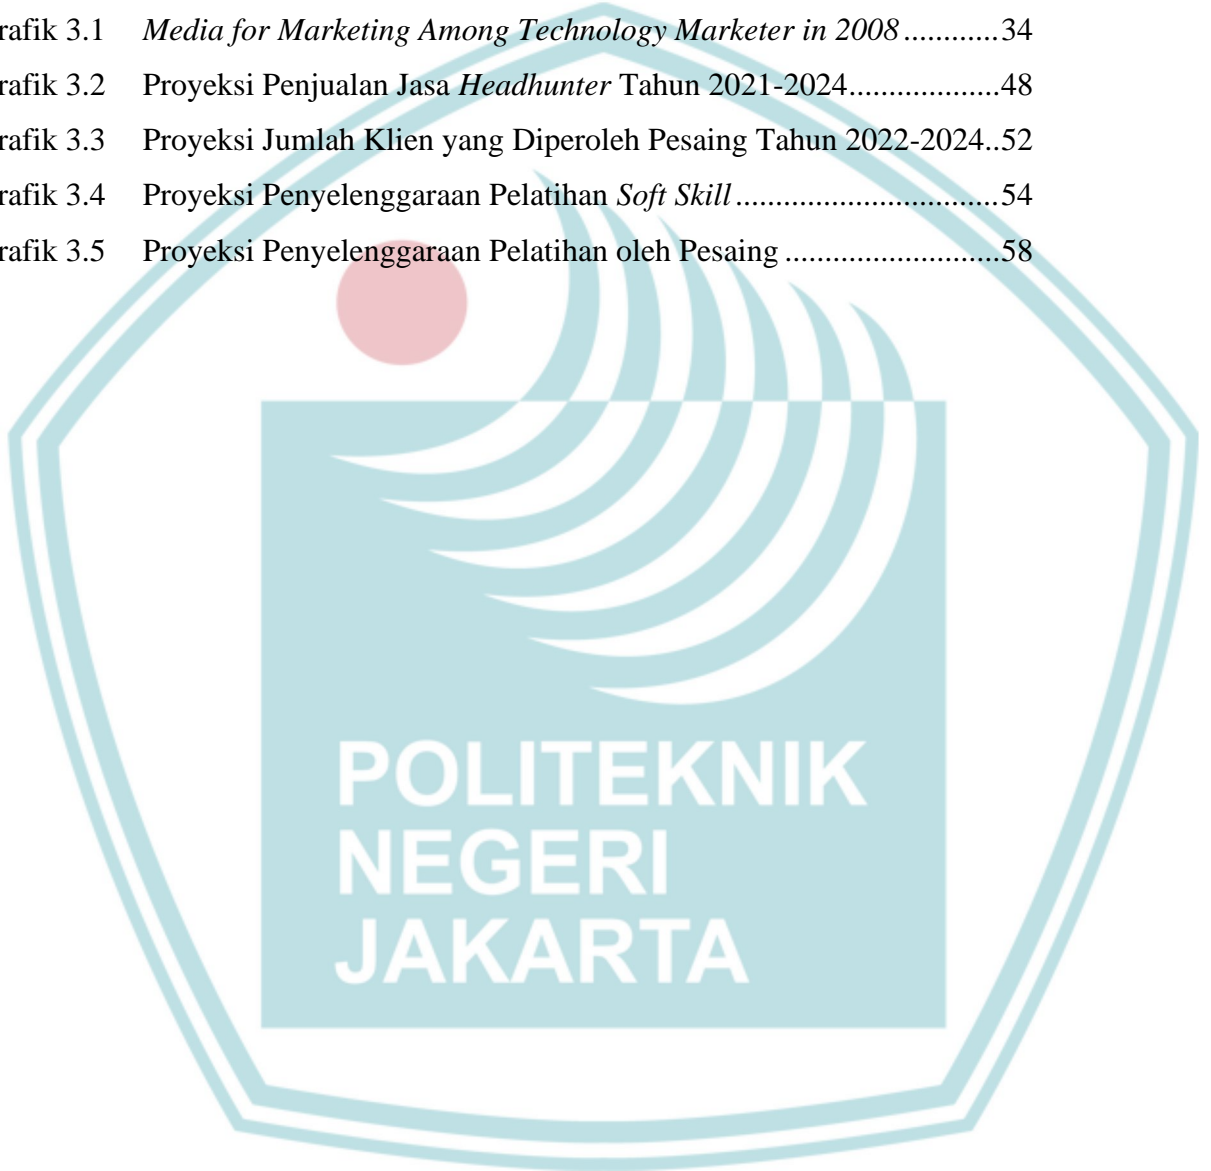 rafik 3.1 Media for Marketing Among Technology Marketer in 2008............34
rafik 3.2 Proyeksi Penjualan Jasa Headhunter Tahun 2021-2024...................48
rafik 3.3 Proyeksi Jumlah Klien yang Diperoleh Pesaing Tahun 2022-2024..52
rafik 3.4 Proyeksi Penyelenggaraan Pelatihan Soft Skill.................................54
rafik 3.5 Proyeksi Penyelenggaraan Pelatihan oleh Pesaing ...........................58
POLITEKNIK
NEGERI
JAKARTA